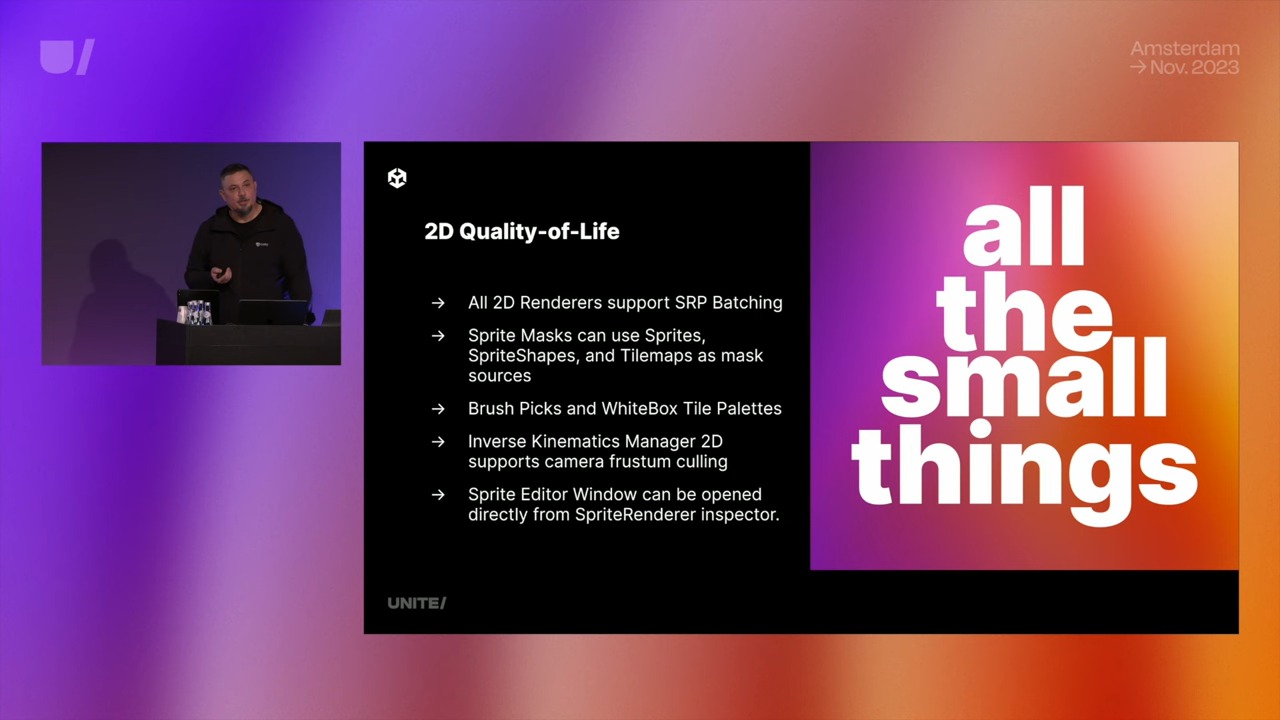 Amsterdam
→ Nov. 2023
2D Quality-of-Life
→ All 2D Renderers support SRP Batching
→ Sprite Masks can use Sprites,
SpriteShapes, and Tilemaps as mask
sources
→ Brush Picks and WhiteBox Tile Palettes
→ Inverse Kinematics Manager 2D
supports camera frustum culling
→ Sprite Editor Window can be opened
directly from SpriteRenderer inspector.
all
the
small
things
UNITE/